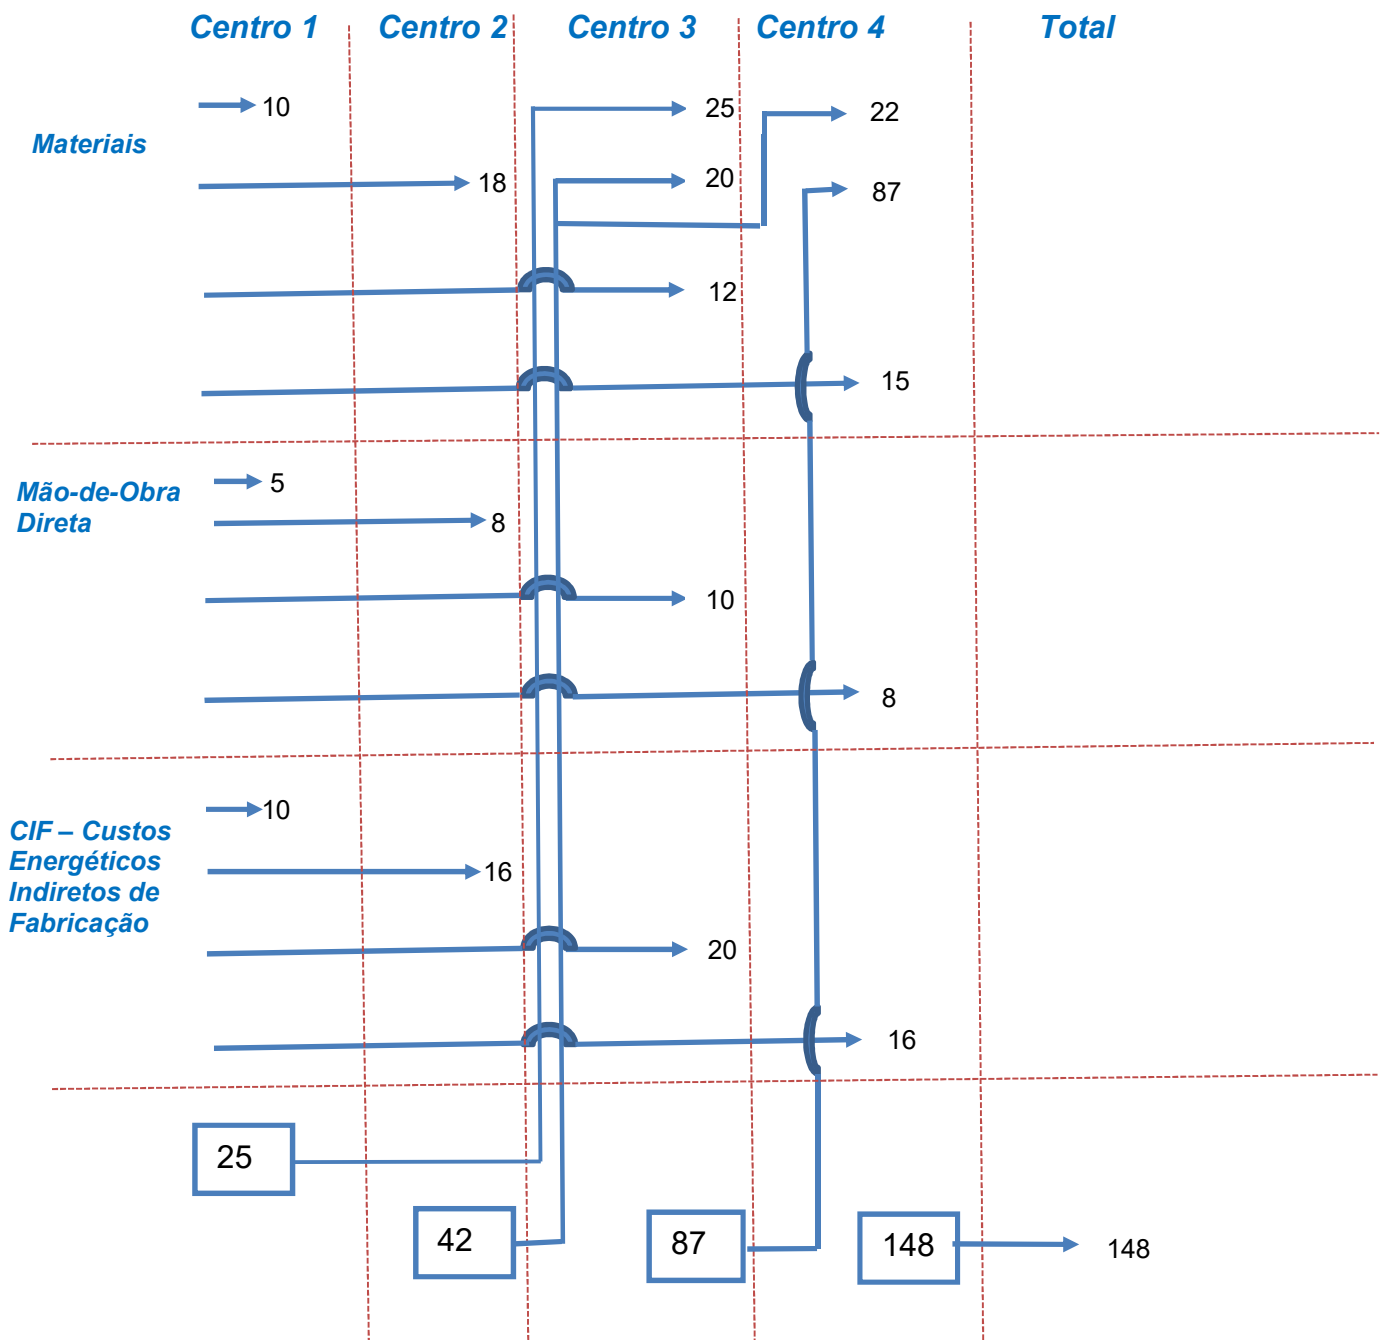 Centro 1 Centro 2 Centro 3 Centro 4 Total
10 25 22
Materiais
18 20 87
12
15
5
Mão-de-Obra
Direta
8
10
8
10
CIF – Custos
Energéticos
Indiretos de
Fabricação
16
20
16
25
42 87 148 148